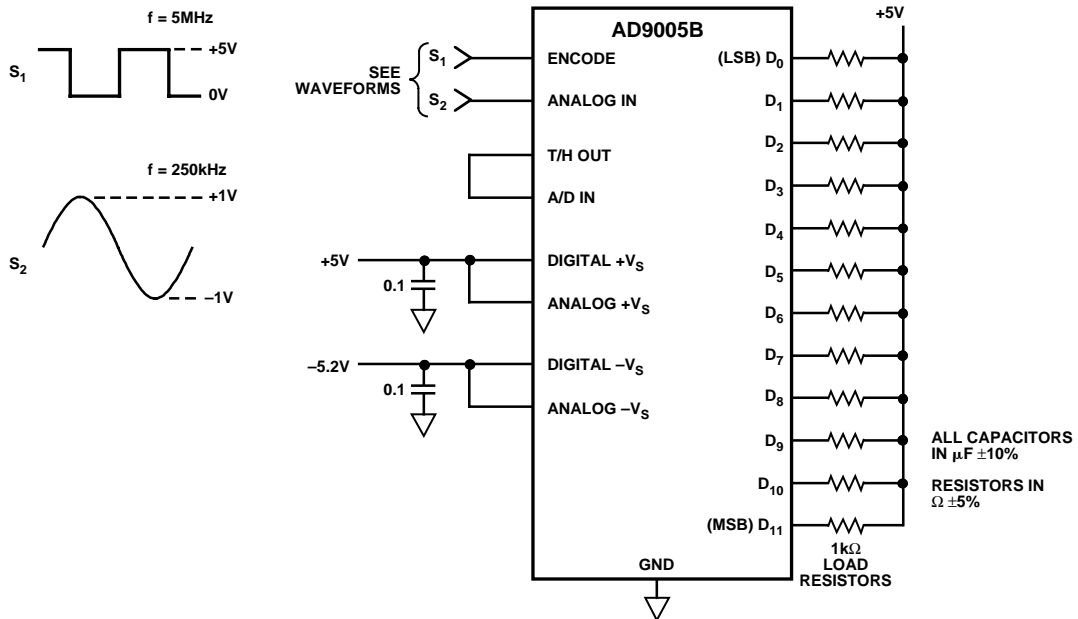 f = 5MHz
+5V
S1
0V
f = 250kHz
+1V
S2
–1V
SEE
WAVEFORMS
S1
S2
+5V
0.1
–5.2V
0.1
AD9005B
ENCODE
ANALOG IN
T/H OUT
A/D IN
DIGITAL +VS
ANALOG +VS
DIGITAL –VS
ANALOG –VS
GND
(LSB) D0
D1
D2
D3
D4
D5
D6
D7
D8
D9
D10
(MSB) D11
+5V
1kΩ
LOAD
RESISTORS
ALL CAPACITORS
IN μF ±10%
RESISTORS IN
Ω ±5%